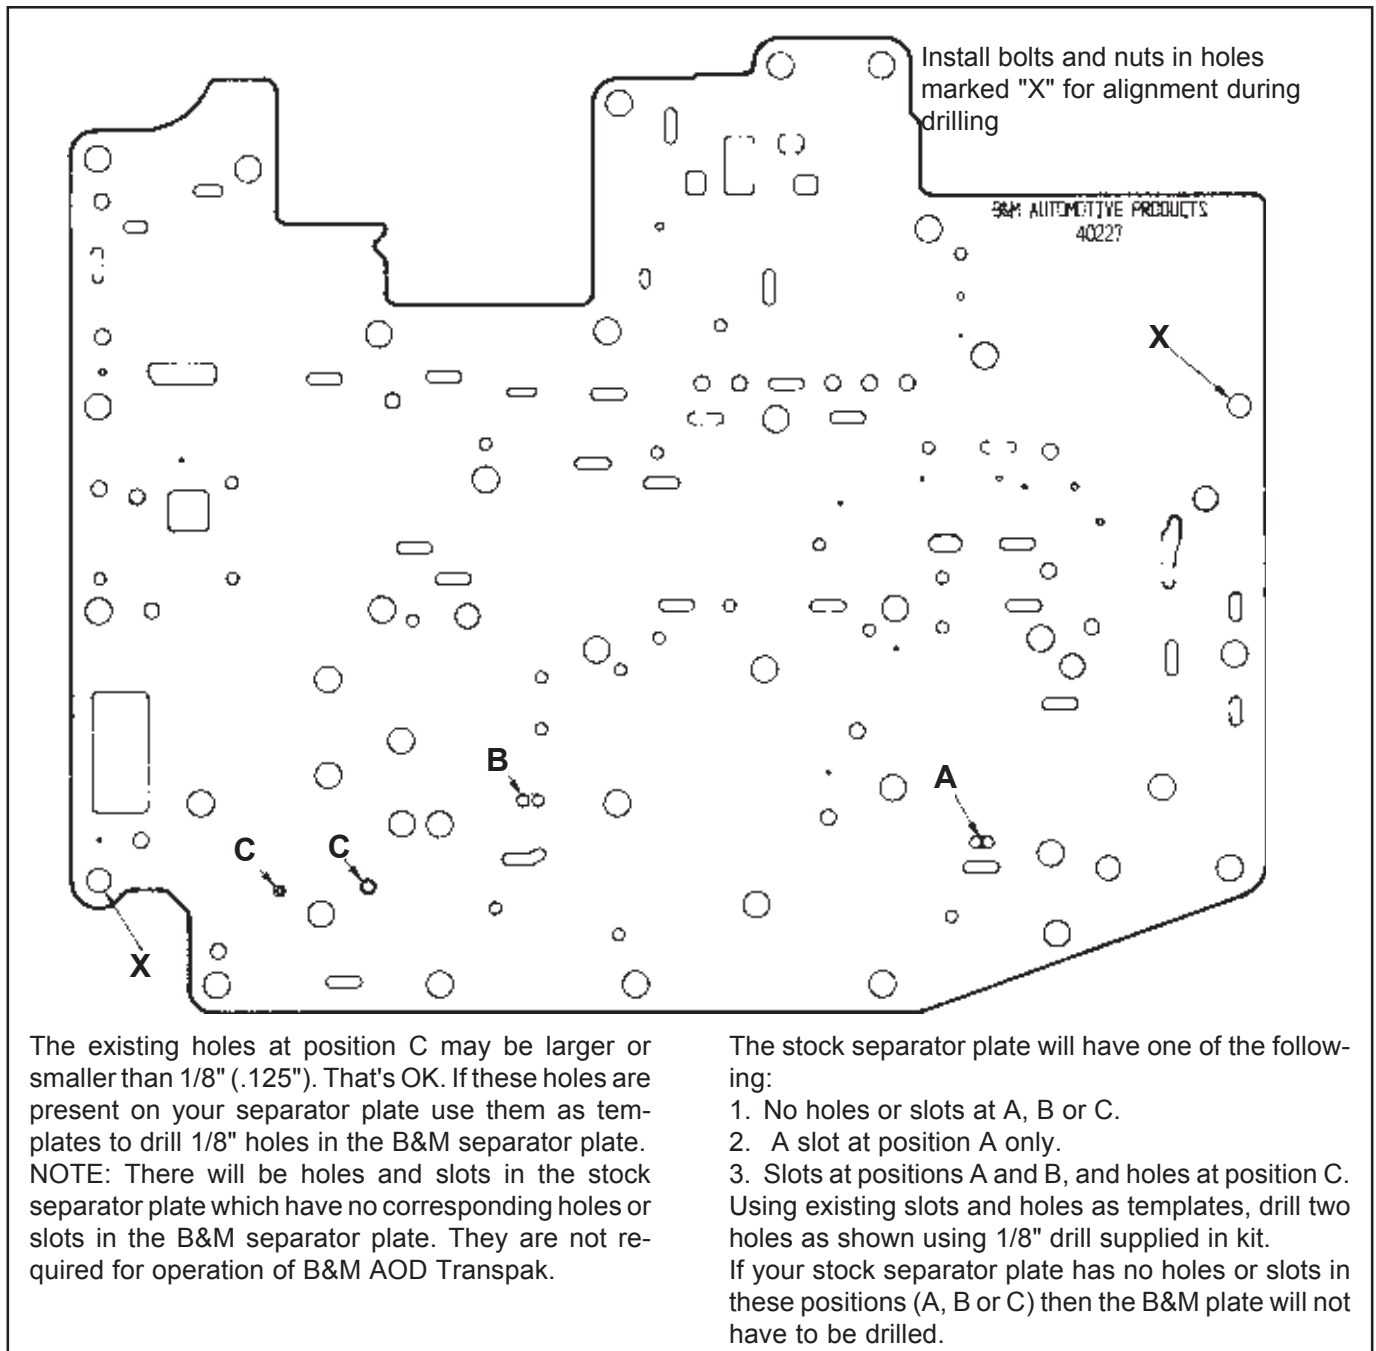 Install bolts and nuts in holes
marked "X" for alignment during
drilling
B&M AUTOMOTIVE PRODUCTS
40227
X
B
A
C
C
X
The existing holes at position C may be larger or
smaller than 1/8" (.125"). That's OK. If these holes are
present on your separator plate use them as tem-
plates to drill 1/8" holes in the B&M separator plate.
NOTE: There will be holes and slots in the stock
separator plate which have no corresponding holes or
slots in the B&M separator plate. They are not re-
quired for operation of B&M AOD Transpak.
The stock separator plate will have one of the follow-
ing:
1. No holes or slots at A, B or C.
2. A slot at position A only.
3. Slots at positions A and B, and holes at position C.
Using existing slots and holes as templates, drill two
holes as shown using 1/8" drill supplied in kit.
If your stock separator plate has no holes or slots in
these positions (A, B or C) then the B&M plate will not
have to be drilled.